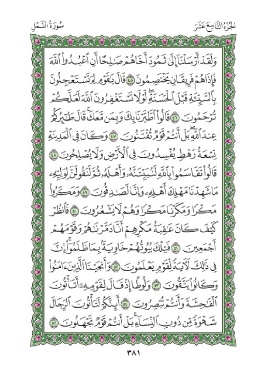 الجزء التاسع عشر
سورة النمل
وَلَقَدْ أَرْسَلْنَآ إِلَىٰ ثَمُودَ أَخَاهُمْ صَٰلِحًا أَنِ ٱعْبُدُواْ ٱللَّهَ
فَإِذَا هُمْ فَرِيقَانِ يَخْتَصِمُونَ ٤٥ قَالَ يَٰقَوْمِ لِمَ تَسْتَعْجِلُونَ
بِٱلسَّيِّئَةِ قَبْلَ ٱلْحَسَنَةِ لَوْلَا تَسْتَغْفِرُونَ ٱللَّهَ لَعَلَّكُمْ
تُرْحَمُونَ ٤٦ قَالُواْ ٱطَّيَّرْنَا بِكَ وَبِمَن مَّعَكَ قَالَ طَٰٓئِرُكُمْ
عِندَ ٱللَّهِ بَلْ أَنتُمْ قَوْمٌ تُفْتَنُونَ ٤٧ وَكَانَ فِى ٱلْمَدِينَةِ
تِسْعَةُ رَهْطٍ يُفْسِدُونَ فِى ٱلْأَرْضِ وَلَا يُصْلِحُونَ ٤٨
قَالُواْ تَقَاسَمُواْ بِٱللَّهِ لَنُبَيِّتَنَّهُۥ وَأَهْلَهُۥ ثُمَّ لَنَقُولَنَّ لِوَلِيِّهِۦ
مَا شَهِدْنَا مَهْلِكَ أَهْلِهِۦ وَإِنَّا لَصَٰدِقُونَ ٤٩ وَمَكَرُواْ
مَكْرًا وَمَكَرْنَا مَكْرًا وَهُمْ لَا يَشْعُرُونَ ٥٠ فَٱنظُرْ
كَيْفَ كَانَ عَٰقِبَةُ مَكْرِهِمْ أَنَّا دَمَّرْنَٰهُمْ وَقَوْمَهُمْ
أَجْمَعِينَ ٥١ فَتِلْكَ بُيُوتُهُمْ خَاوِيَةًۢ بِمَا ظَلَمُوٓاْ إِنَّ
فِى ذَٰلِكَ لَءَايَةً لِّقَوْمٍ يَعْلَمُونَ ٥٢ وَأَنجَيْنَا ٱلَّذِينَ ءَامَنُواْ
وَكَانُواْ يَتَّقُونَ ٥٣ وَلُوطًا إِذْ قَالَ لِقَوْمِهِۦٓ أَتَأْتُونَ
ٱلْفَٰحِشَةَ وَأَنتُمْ تُبْصِرُونَ ٥٤ أَئِنَّكُمْ لَتَأْتُونَ ٱلرِّجَالَ
شَهْوَةً مِّن دُونِ ٱلنِّسَآءِ بَلْ أَنتُمْ قَوْمٌ تَجْهَلُونَ ٥٥
٣٨١